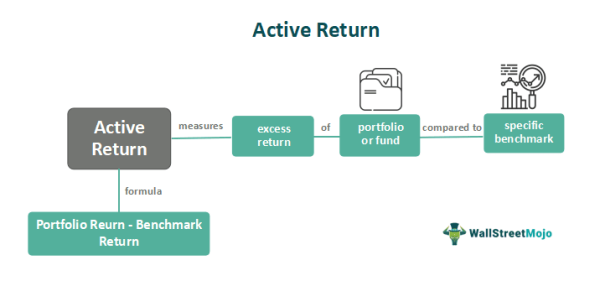 Active Return
Active
Return
measures
excess
return
of
portfolio
or fund
compared to
specific
benchmark
formula
Portfolio Reurn - Benchmark
Return
WallStreetMojo